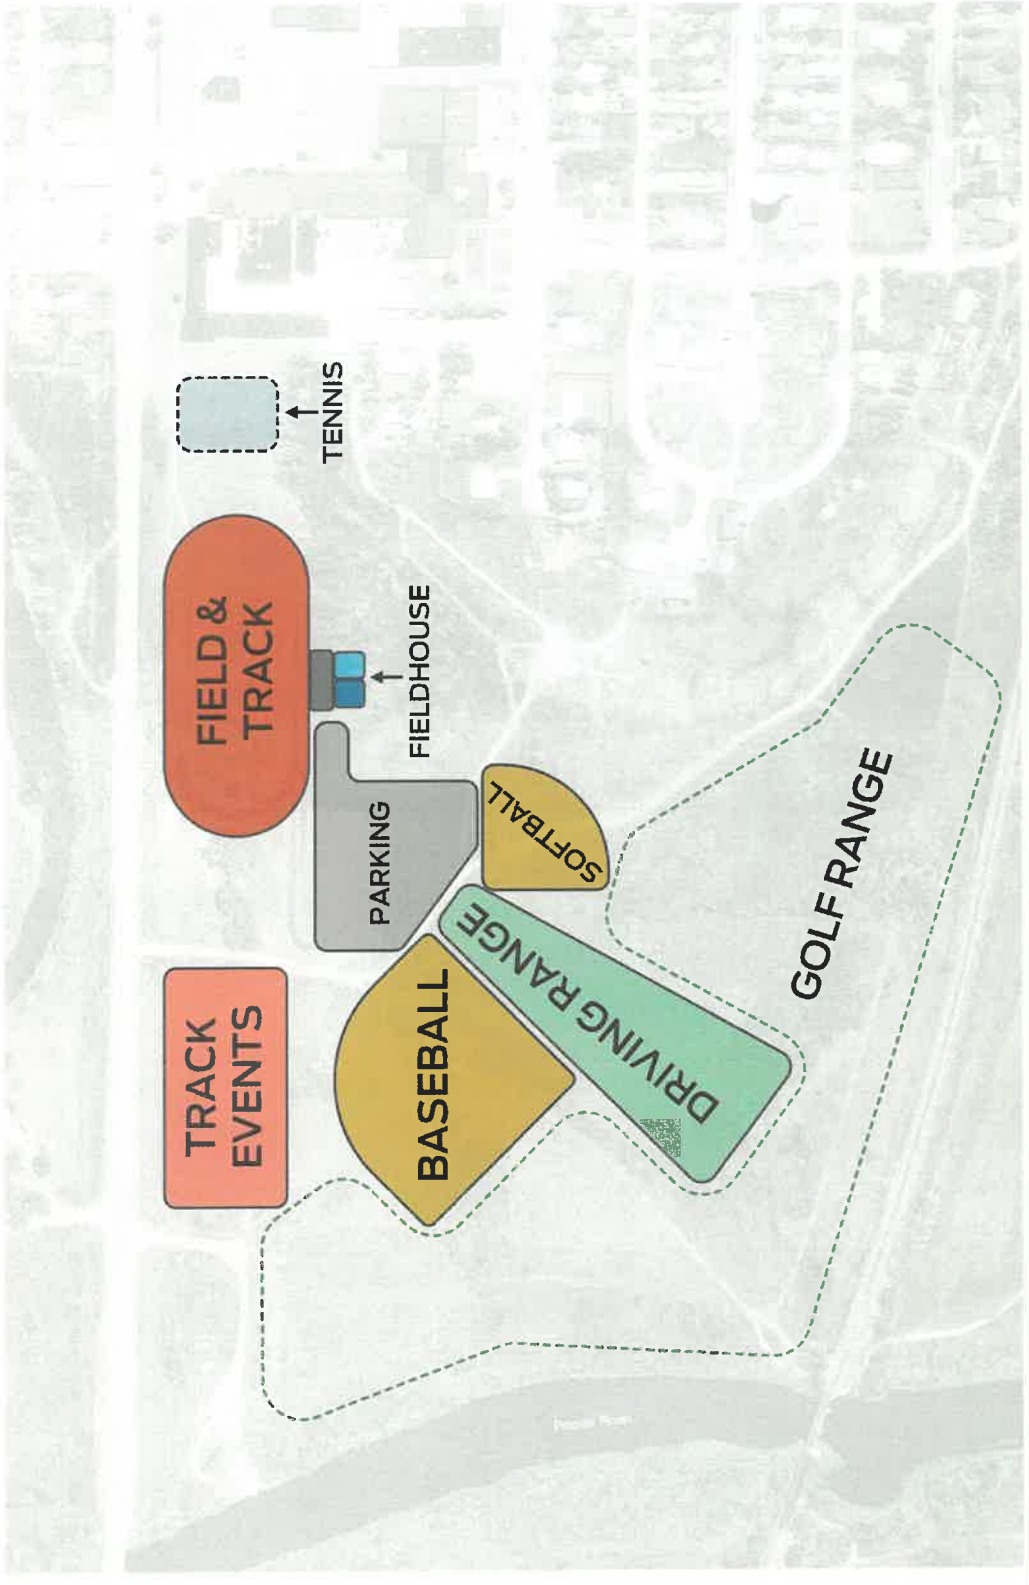 TRACK
EVENTS
FIELD &
TRACK
TENNIS
PARKING
FIELDHOUSE
BASEBALL
SOFTBALL
DRIVING RANGE
GOLF RANGE